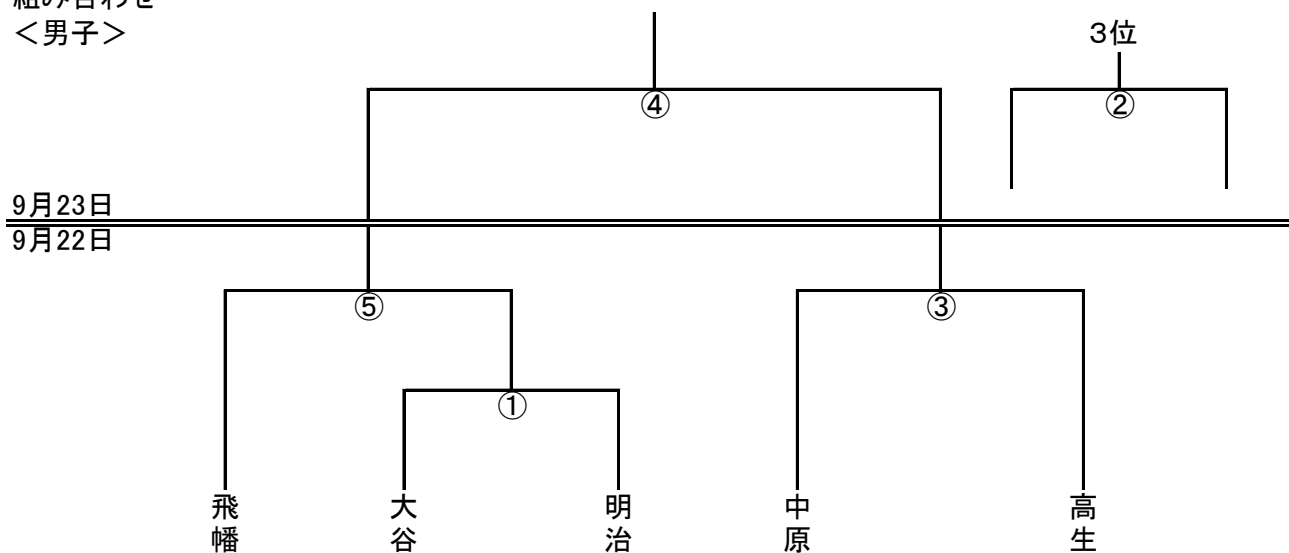 組み合わせ
＜男子＞
3位
④
②
9月23日
9月22日
⑤
③
①
飛幡
大谷
明治
中原
高生